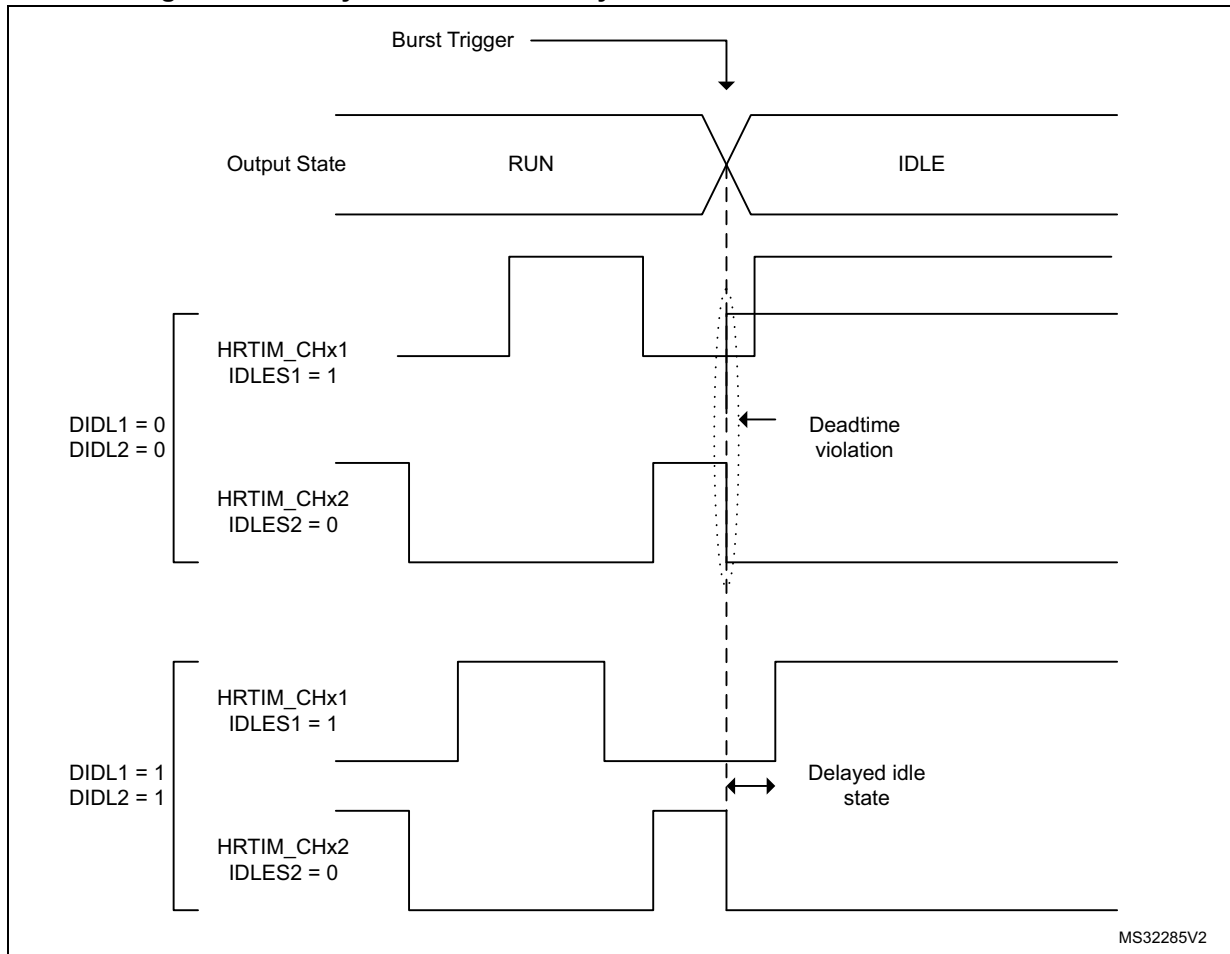 Burst Trigger
Output State
RUN
IDLE
HRTIM_CHx1
IDLES1 = 1
DIDL1 = 0
DIDL2 = 0
Deadtime
violation
HRTIM_CHx2
IDLES2 = 0
HRTIM_CHx1
IDLES1 = 1
DIDL1 = 1
DIDL2 = 1
Delayed idle
state
HRTIM_CHx2
IDLES2 = 0
MS32285V2